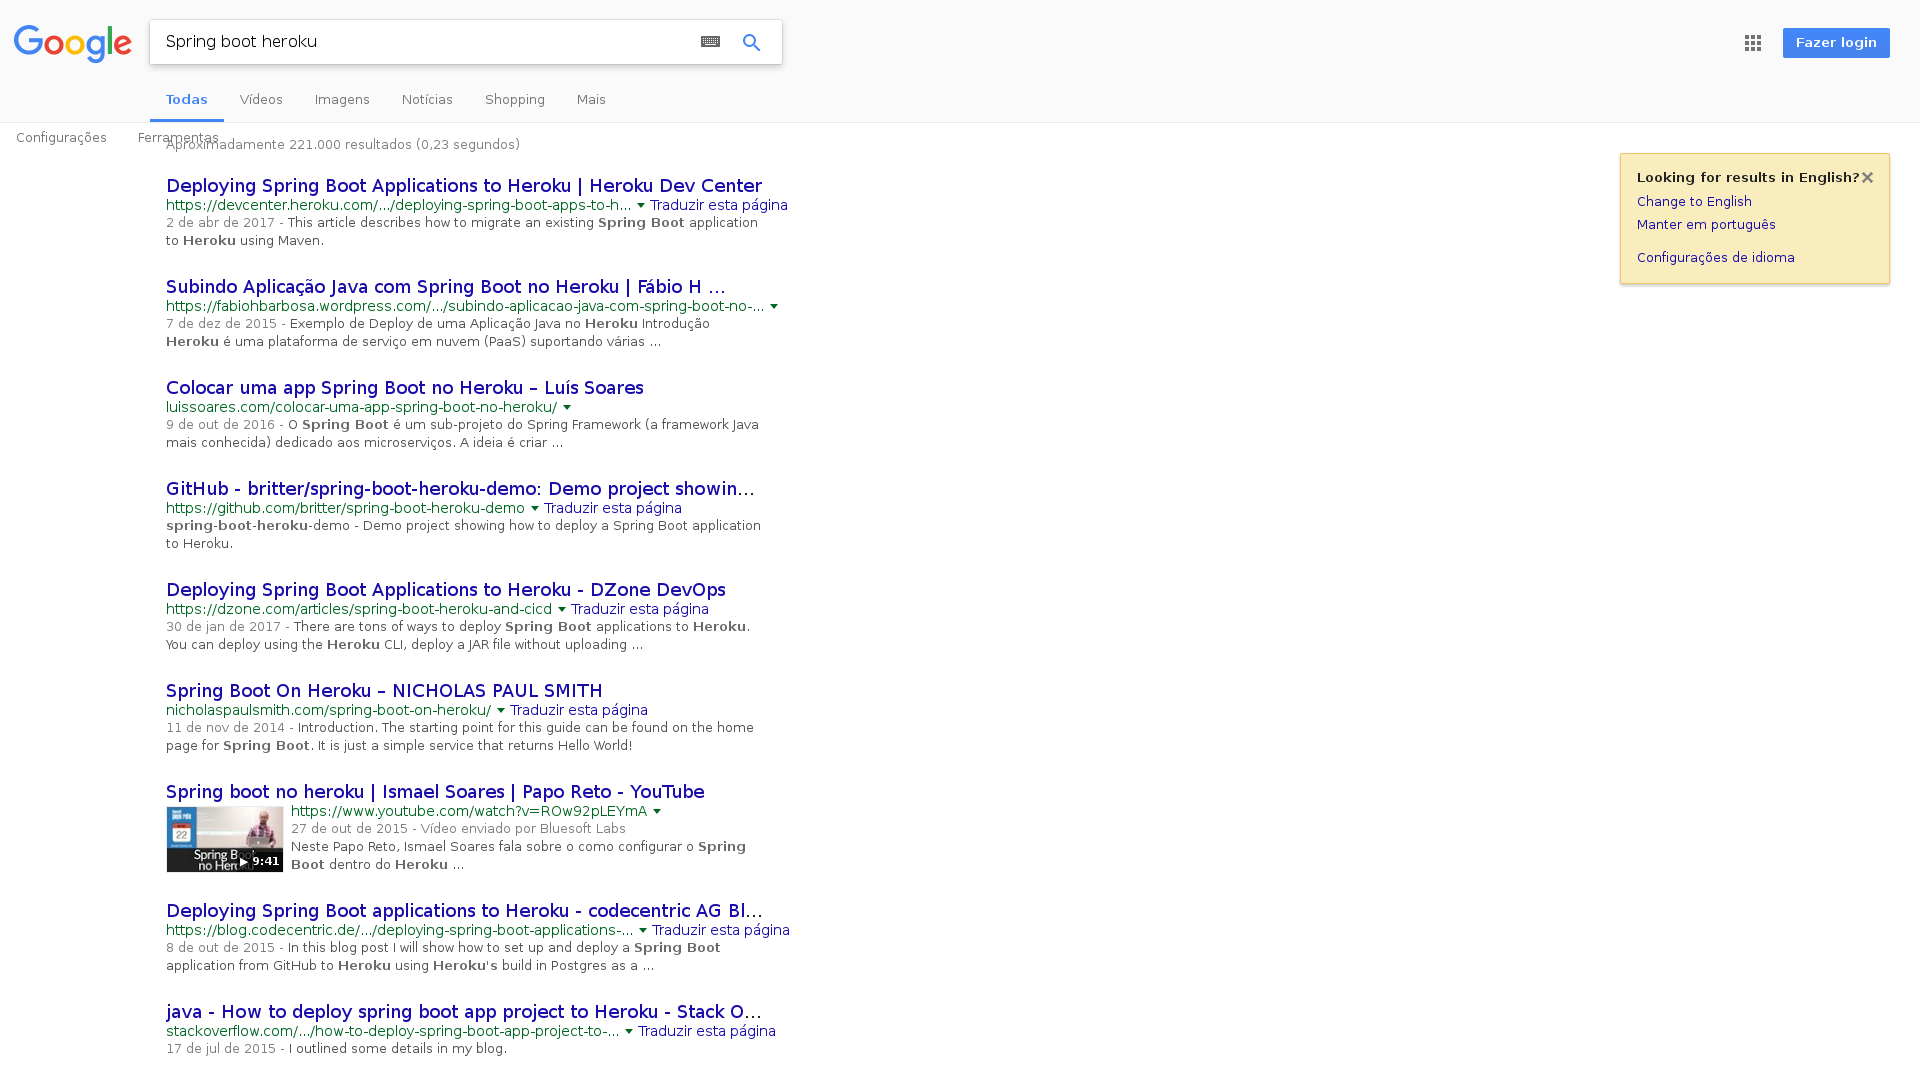 Google
Spring boot heroku
Fazer login
Todas
Vídeos
Imagens
Notícias
Shopping
Mais
Configurações
Ferramentas
Aproximadamente 221.000 resultados (0,23 segundos)
Looking for results in English?
Change to English
Manter em português
Configurações de idioma
Deploying Spring Boot Applications to Heroku | Heroku Dev Center
https://devcenter.heroku.com/.../deploying-spring-boot-apps-to-h... Traduzir esta página
2 de abr de 2017 - This article describes how to migrate an existing Spring Boot application
to Heroku using Maven.
Subindo Aplicação Java com Spring Boot no Heroku | Fábio H ...
https://fabiohbarbosa.wordpress.com/.../subindo-aplicacao-java-com-spring-boot-no-...
7 de dez de 2015 - Exemplo de Deploy de uma Aplicação Java no Heroku Introdução
Heroku é uma plataforma de serviço em nuvem (PaaS) suportando várias ...
Colocar uma app Spring Boot no Heroku – Luís Soares
luissoares.com/colocar-uma-app-spring-boot-no-heroku/
9 de out de 2016 - O Spring Boot é um sub-projeto do Spring Framework (a framework Java
mais conhecida) dedicado aos microserviços. A ideia é criar ...
GitHub - britter/spring-boot-heroku-demo: Demo project showin...
https://github.com/britter/spring-boot-heroku-demo Traduzir esta página
spring-boot-heroku-demo - Demo project showing how to deploy a Spring Boot application
to Heroku.
Deploying Spring Boot Applications to Heroku - DZone DevOps
https://dzone.com/articles/spring-boot-heroku-and-cicd Traduzir esta página
30 de jan de 2017 - There are tons of ways to deploy Spring Boot applications to Heroku.
You can deploy using the Heroku CLI, deploy a JAR file without uploading ...
Spring Boot On Heroku – NICHOLAS PAUL SMITH
nicholaspaulsmith.com/spring-boot-on-heroku/ Traduzir esta página
11 de nov de 2014 - Introduction. The starting point for this guide can be found on the home
page for Spring Boot. It is just a simple service that returns Hello World!
Spring boot no heroku | Ismael Soares | Papo Reto - YouTube
22
Spring Boot
no Heroku
9:41
https://www.youtube.com/watch?v=ROw92pLEYmA
27 de out de 2015 - Vídeo enviado por Bluesoft Labs
Neste Papo Reto, Ismael Soares fala sobre o como configurar o Spring
Boot dentro do Heroku ...
Deploying Spring Boot applications to Heroku - codecentric AG Bl...
https://blog.codecentric.de/.../deploying-spring-boot-applications-... Traduzir esta página
8 de out de 2015 - In this blog post I will show how to set up and deploy a Spring Boot
application from GitHub to Heroku using Heroku's build in Postgres as a ...
java - How to deploy spring boot app project to Heroku - Stack O...
stackoverflow.com/.../how-to-deploy-spring-boot-app-project-to-... Traduzir esta página
17 de jul de 2015 - I outlined some details in my blog.